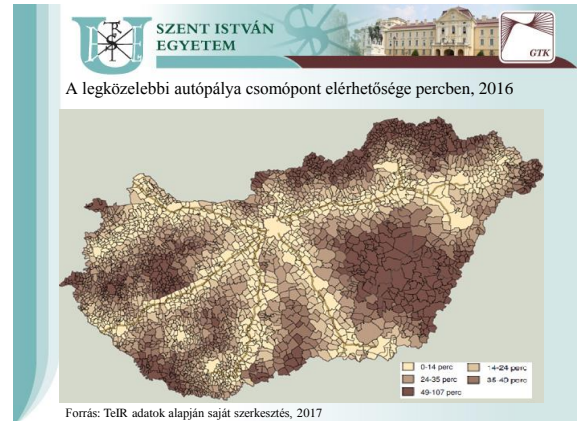 SZENT ISTVÁN
EGYETEM
GTK
A legközelebbi autópálya csomópont elérhetősége percben, 2016
0-14 perc
14-24 perc
24-35 perc
35-40 perc
49-107 perc
Forrás: TeIR adatok alapján saját szerkesztés, 2017